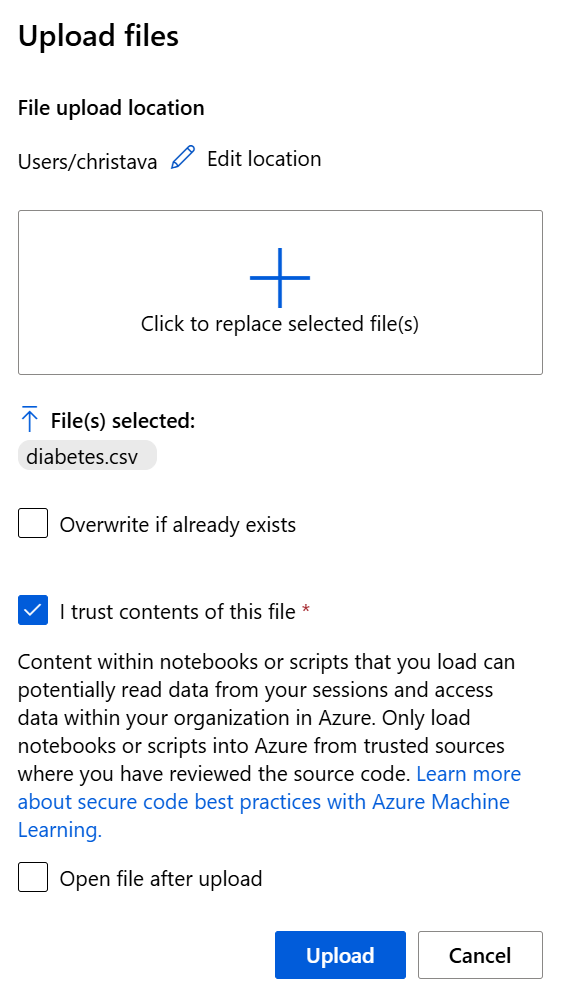 Upload files
File upload location
Users/christava Edit location
Click to replace selected file(s)
File(s) selected:
diabetes.csv
Overwrite if already exists
I trust contents of this file *
Content within notebooks or scripts that you load can
potentially read data from your sessions and access
data within your organization in Azure. Only load
notebooks or scripts into Azure from trusted sources
where you have reviewed the source code. Learn more
about secure code best practices with Azure Machine
Learning.
Open file after upload
Upload Cancel